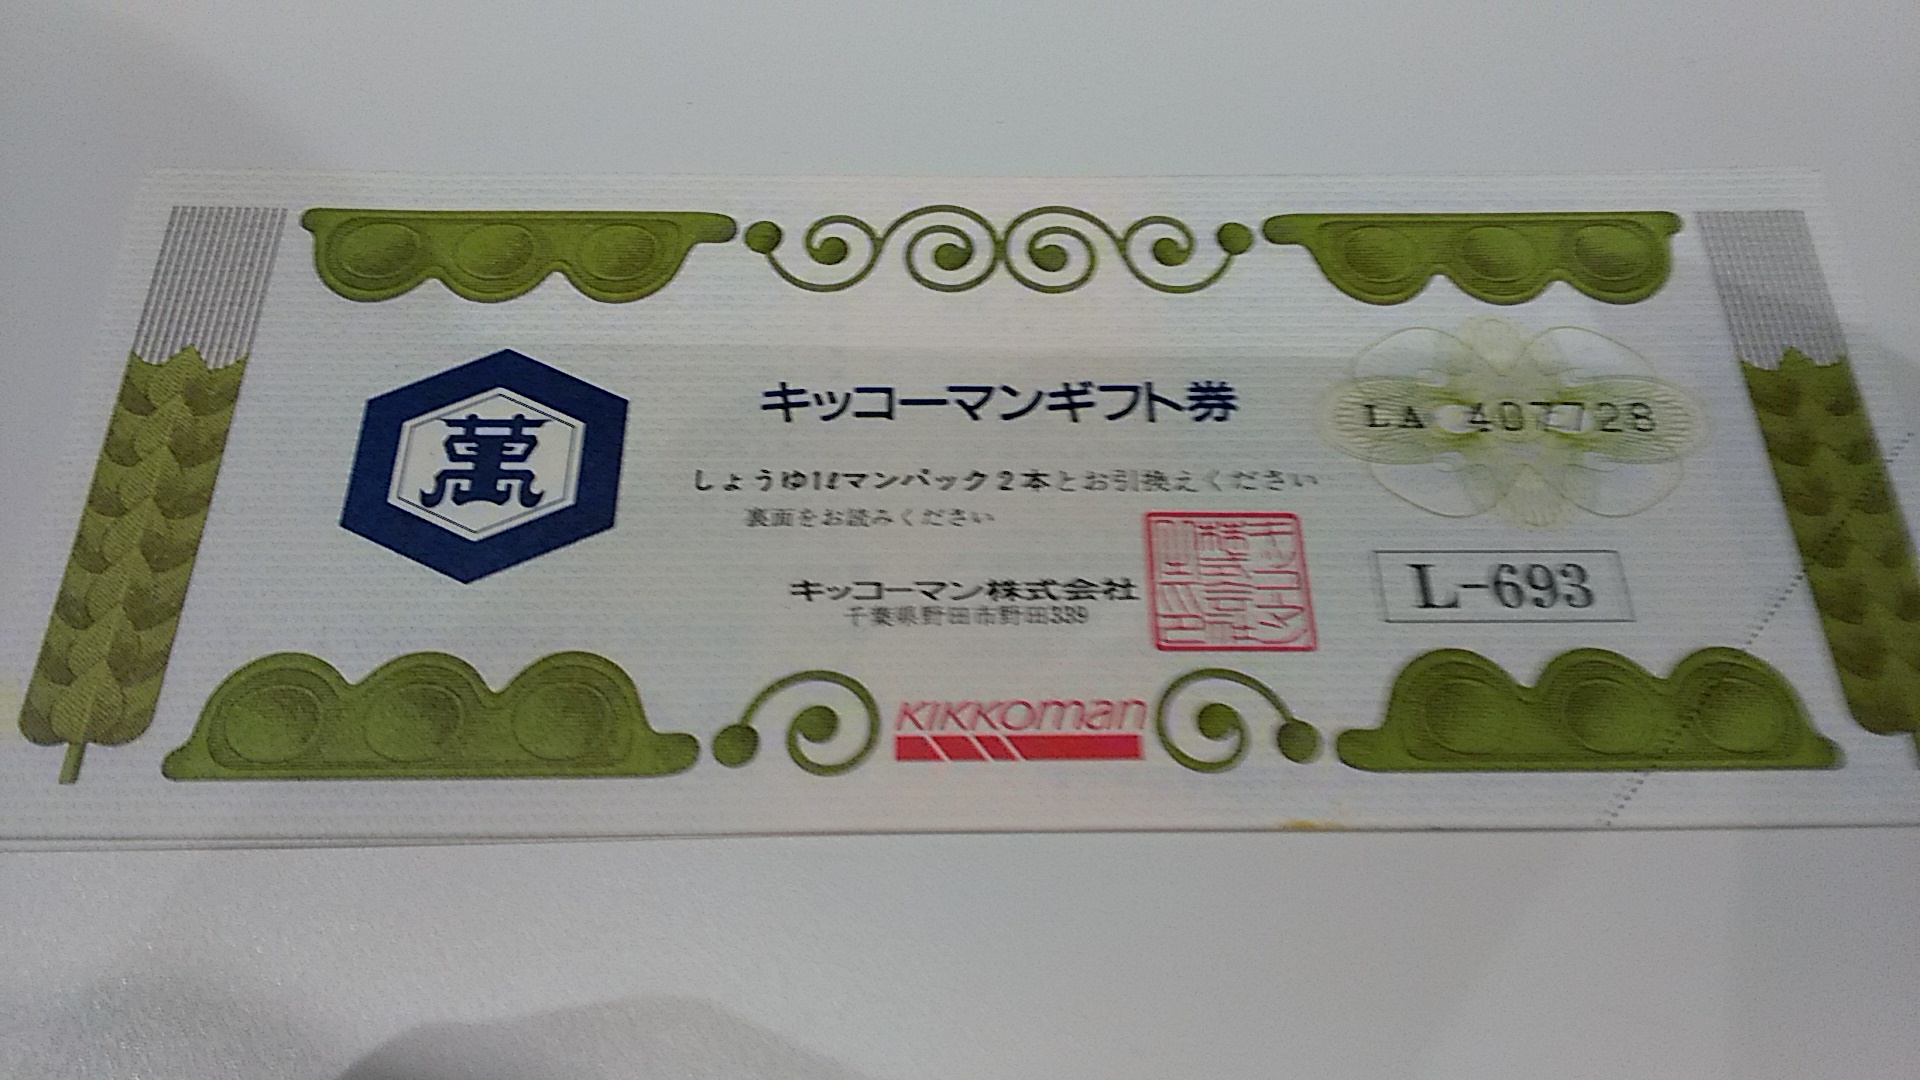 キッコーマンギフト券
LA 407728
萬
しょうゆ1ℓマンパック2本とお引換えください
裏面をお読みください
キッコーマン株式会社
千葉県野田市野田339
L-693
KIKKOMAN